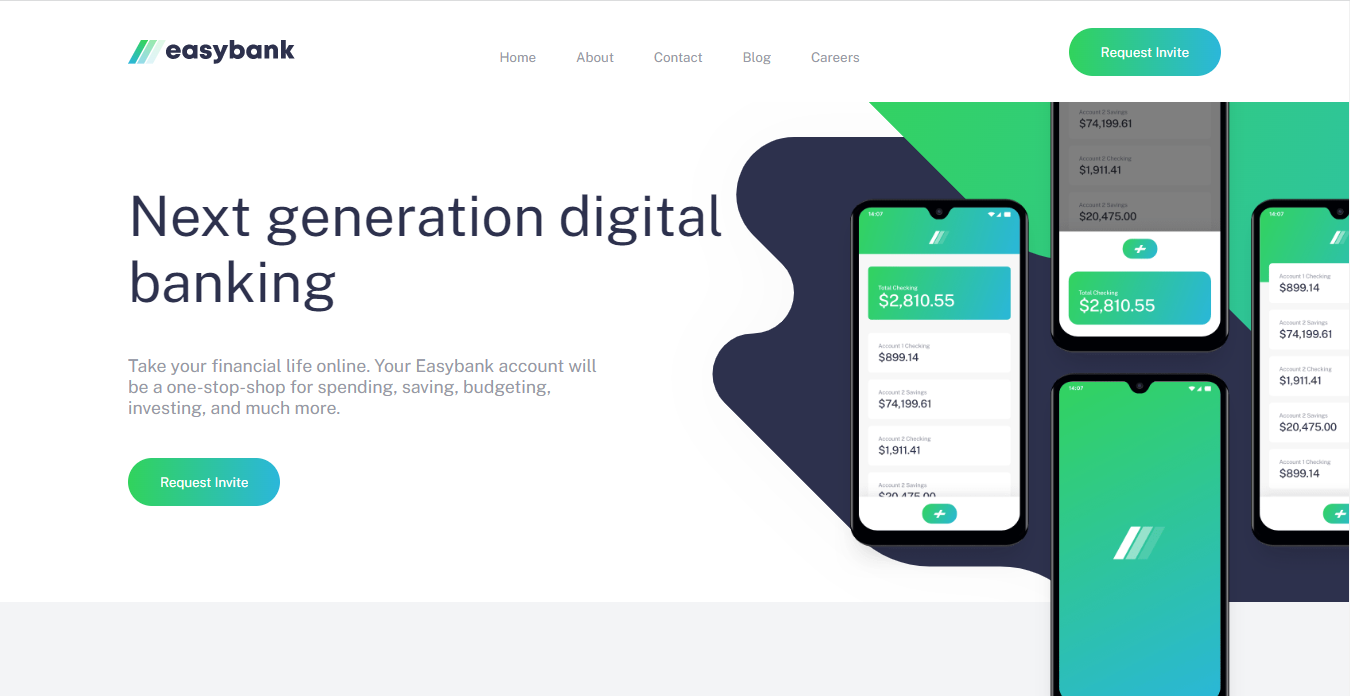 easybank
Home
About
Contact
Blog
Careers
Request Invite
Next generation digital
banking
Take your financial life online. Your Easybank account will
be a one-stop-shop for spending, saving, budgeting,
investing, and much more.
Request Invite
14:07
Total Checking
$2,810.55
Account 1 Checking
$899.14
Account 2 Savings
$74,199.61
Account 2 Checking
$1,911.41
Account 2 Savings
$20,475.00
Account 2 Savings
$74,199.61
Account 2 Checking
$1,911.41
Account 2 Savings
$20,475.00
Total Checking
$2,810.55
14:07
14:07
Account 1 Checking
$899.14
Account 2 Savings
$74,199.61
Account 2 Checking
$1,911.41
Account 2 Savings
$20,475.00
Account 1 Checking
$899.14